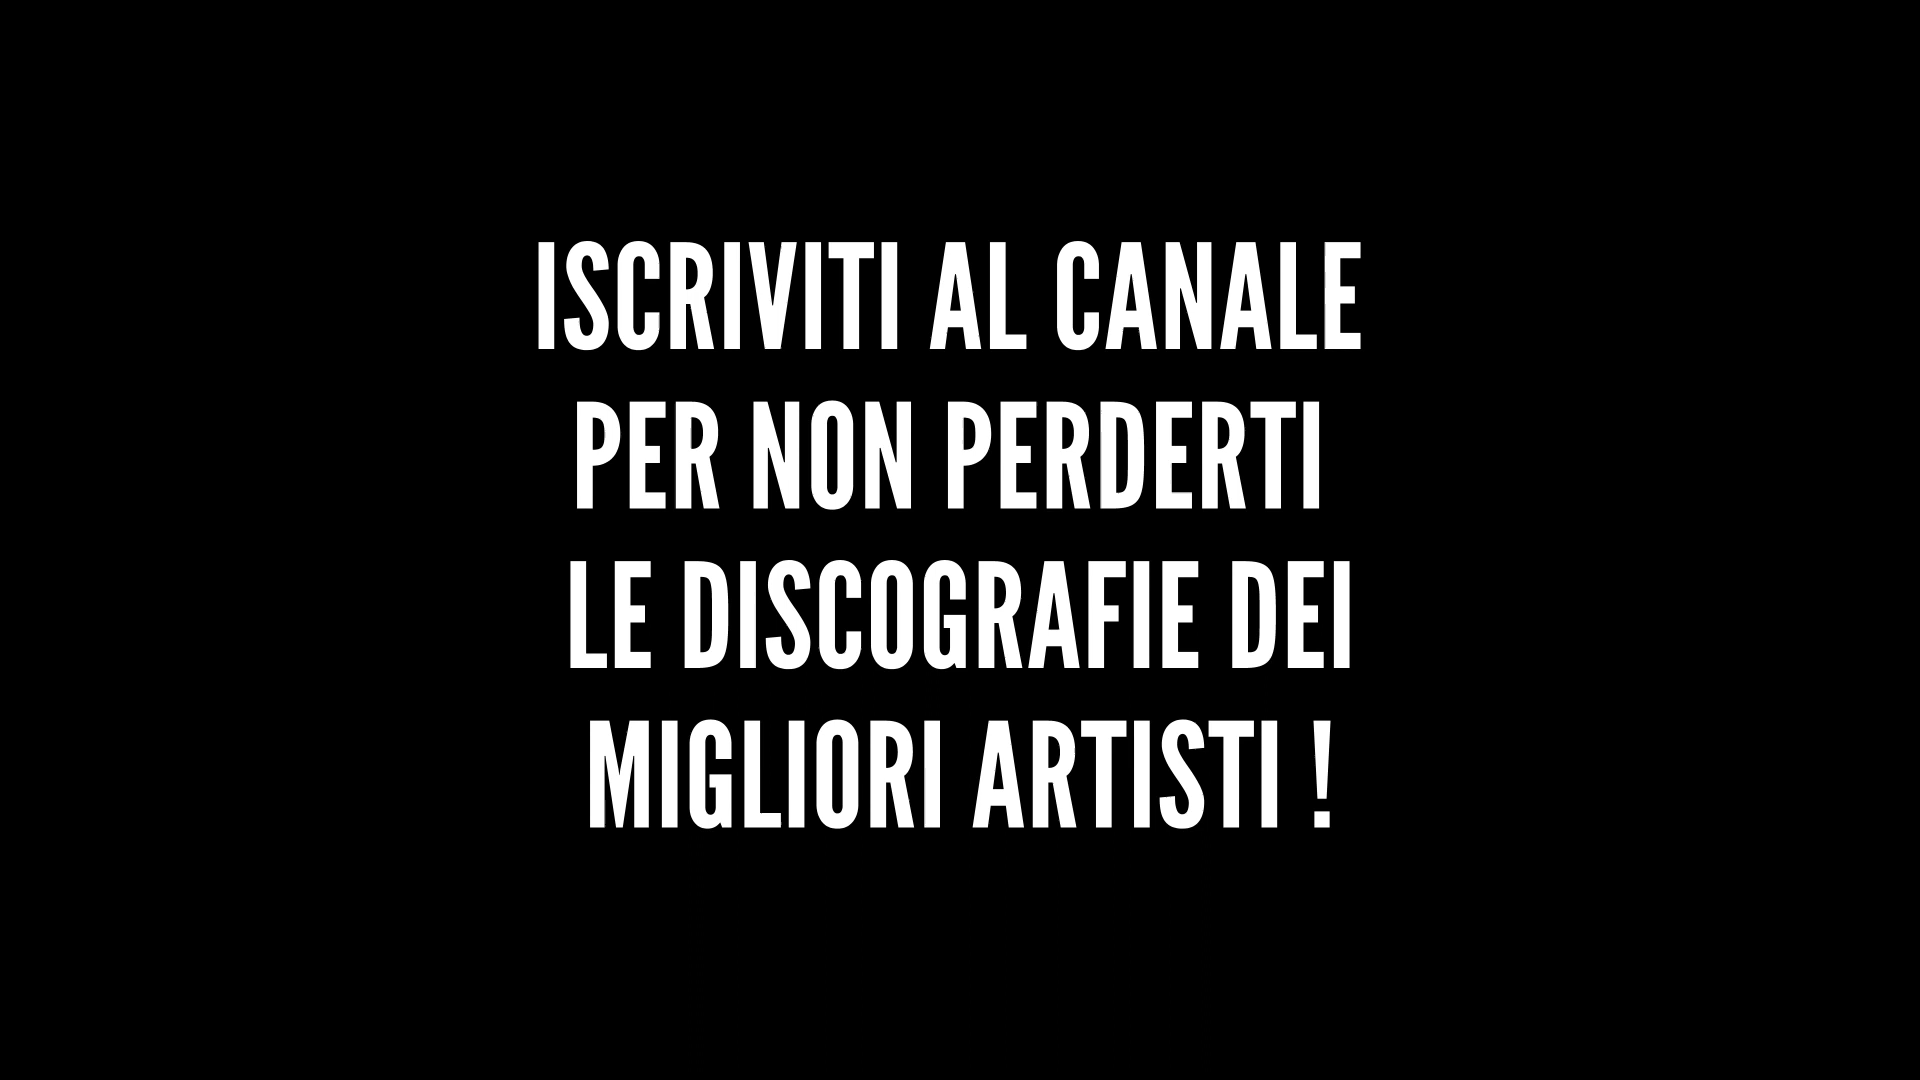 ISCRIVITI AL CANALE
PER NON PERDERTI
LE DISCOGRAFIE DEI
MIGLIORI ARTISTI !